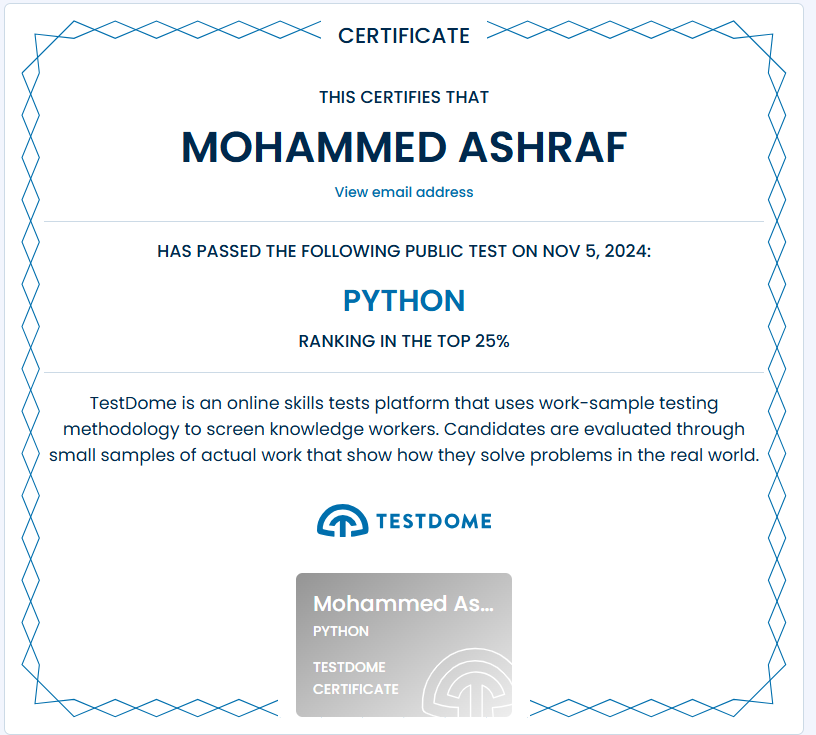 CERTIFICATE
THIS CERTIFIES THAT
MOHAMMED ASHRAF
View email address
HAS PASSED THE FOLLOWING PUBLIC TEST ON NOV 5, 2024:
PYTHON
RANKING IN THE TOP 25%
TestDome is an online skills tests platform that uses work-sample testing
methodology to screen knowledge workers. Candidates are evaluated through
small samples of actual work that show how they solve problems in the real world.
TESTDOME
Mohammed As...
PYTHON
TESTDOME
CERTIFICATE